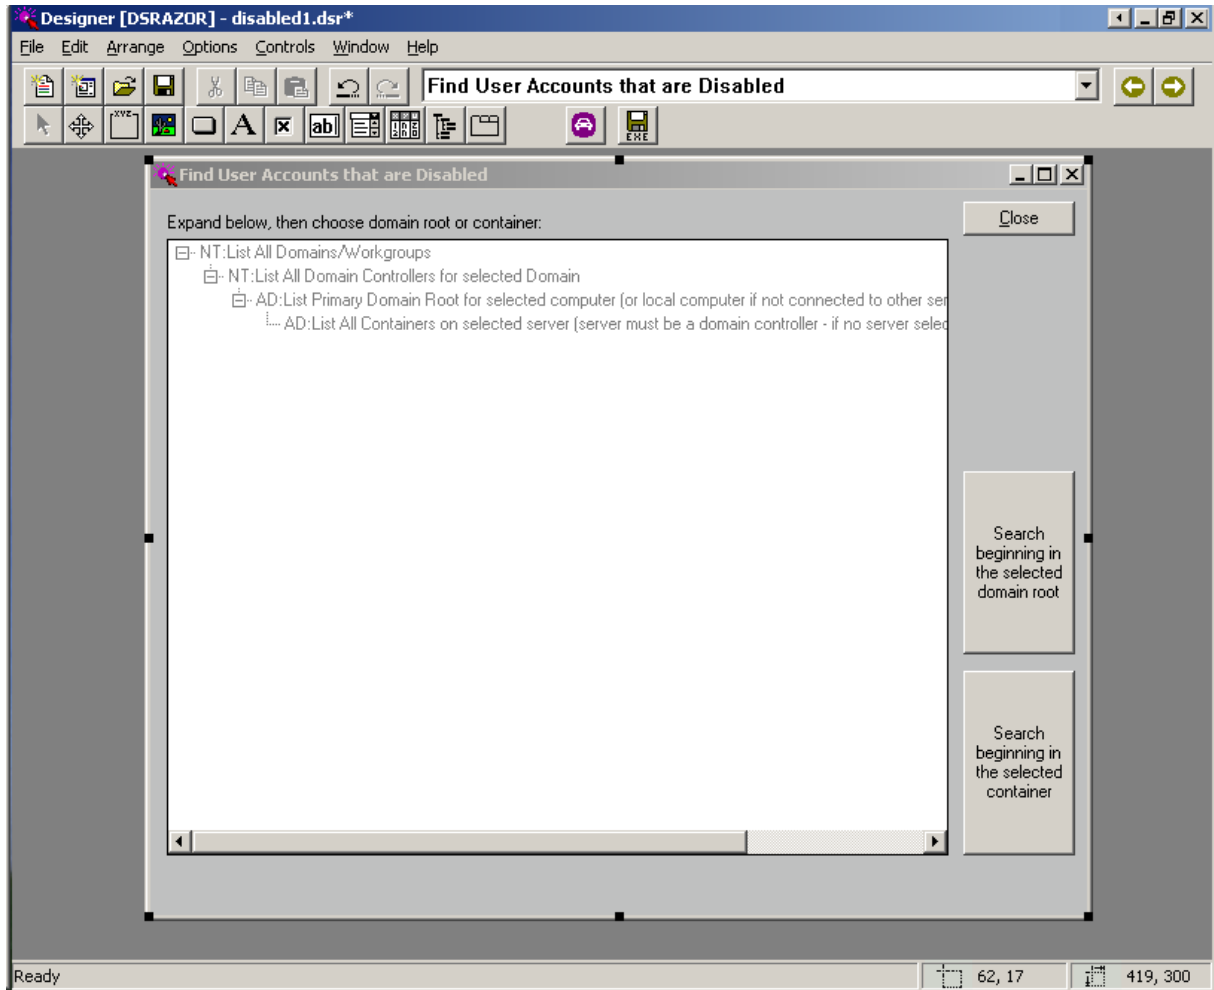 Designer [DSRAZOR] - disabled1.dsr*
File Edit Arrange Options Controls Window Help
Find User Accounts that are Disabled
XYZ A ab| EXE
Find User Accounts that are Disabled
Expand below, then choose domain root or container:
Close
NT:List All Domains/Workgroups
NT:List All Domain Controllers for selected Domain
AD:List Primary Domain Root for selected computer (or local computer if not connected to other ser
AD:List All Containers on selected server (server must be a domain controller - if no server selec
Search
beginning in
the selected
domain root
Search
beginning in
the selected
container
Ready 62, 17 419, 300